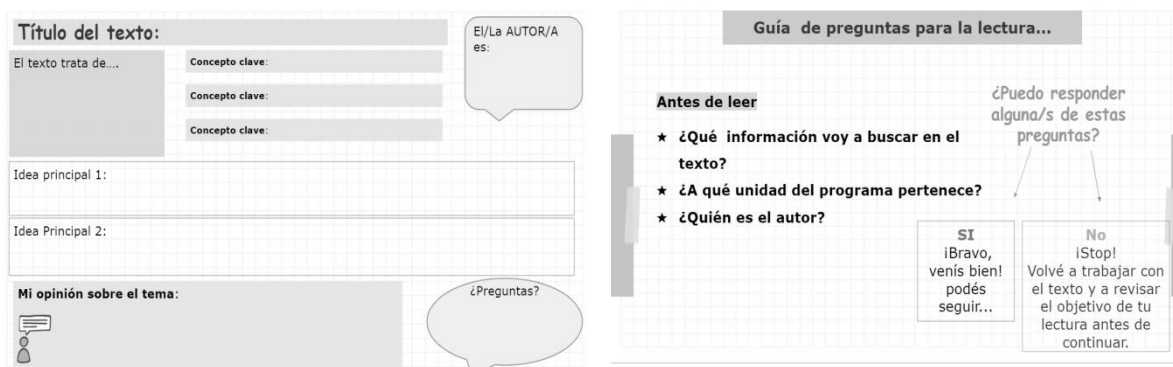 Título del texto:
El/La AUTOR/A
es:
El texto trata de....
Concepto clave:
Concepto clave:
Concepto clave:
Idea principal 1:
Idea Principal 2:
Mi opinión sobre el tema:
¿Preguntas?
Guía de preguntas para la lectura...
Antes de leer
★ ¿Qué información voy a buscar en el
texto?
★ ¿A qué unidad del programa pertenece?
★ ¿Quién es el autor?
¿Puedo responder
alguna/s de estas
preguntas?
SI
¡Bravo,
venís bien!
podés
seguir...
No
¡Stop!
Volvé a trabajar con
el texto y a revisar
el objetivo de tu
lectura antes de
continuar.